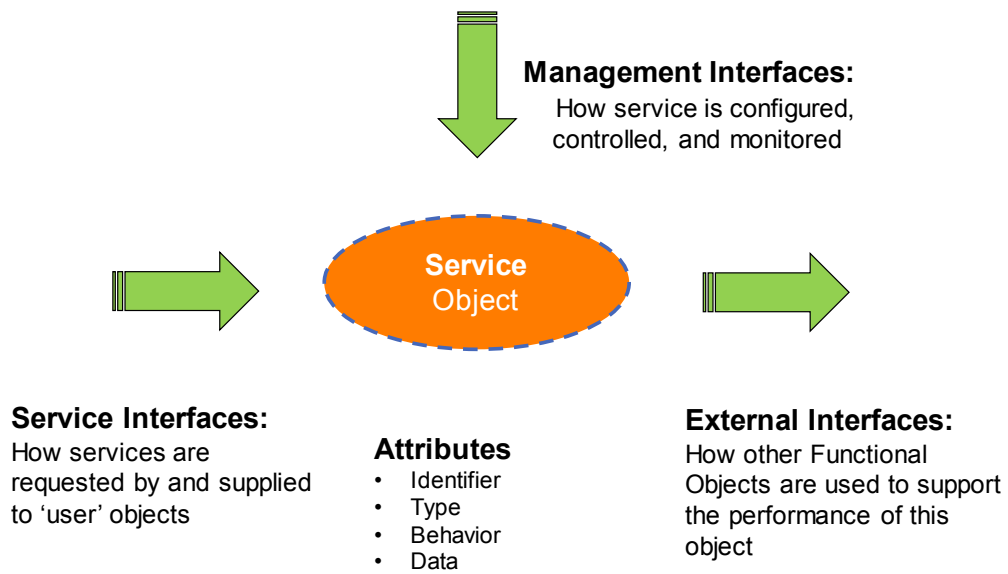 Management Interfaces:
How service is configured,
controlled, and monitored
Service
Object
Service Interfaces:
How services are
requested by and supplied
to ‘user’ objects
Attributes
• Identifier
• Type
• Behavior
• Data
External Interfaces:
How other Functional
Objects are used to support
the performance of this
object